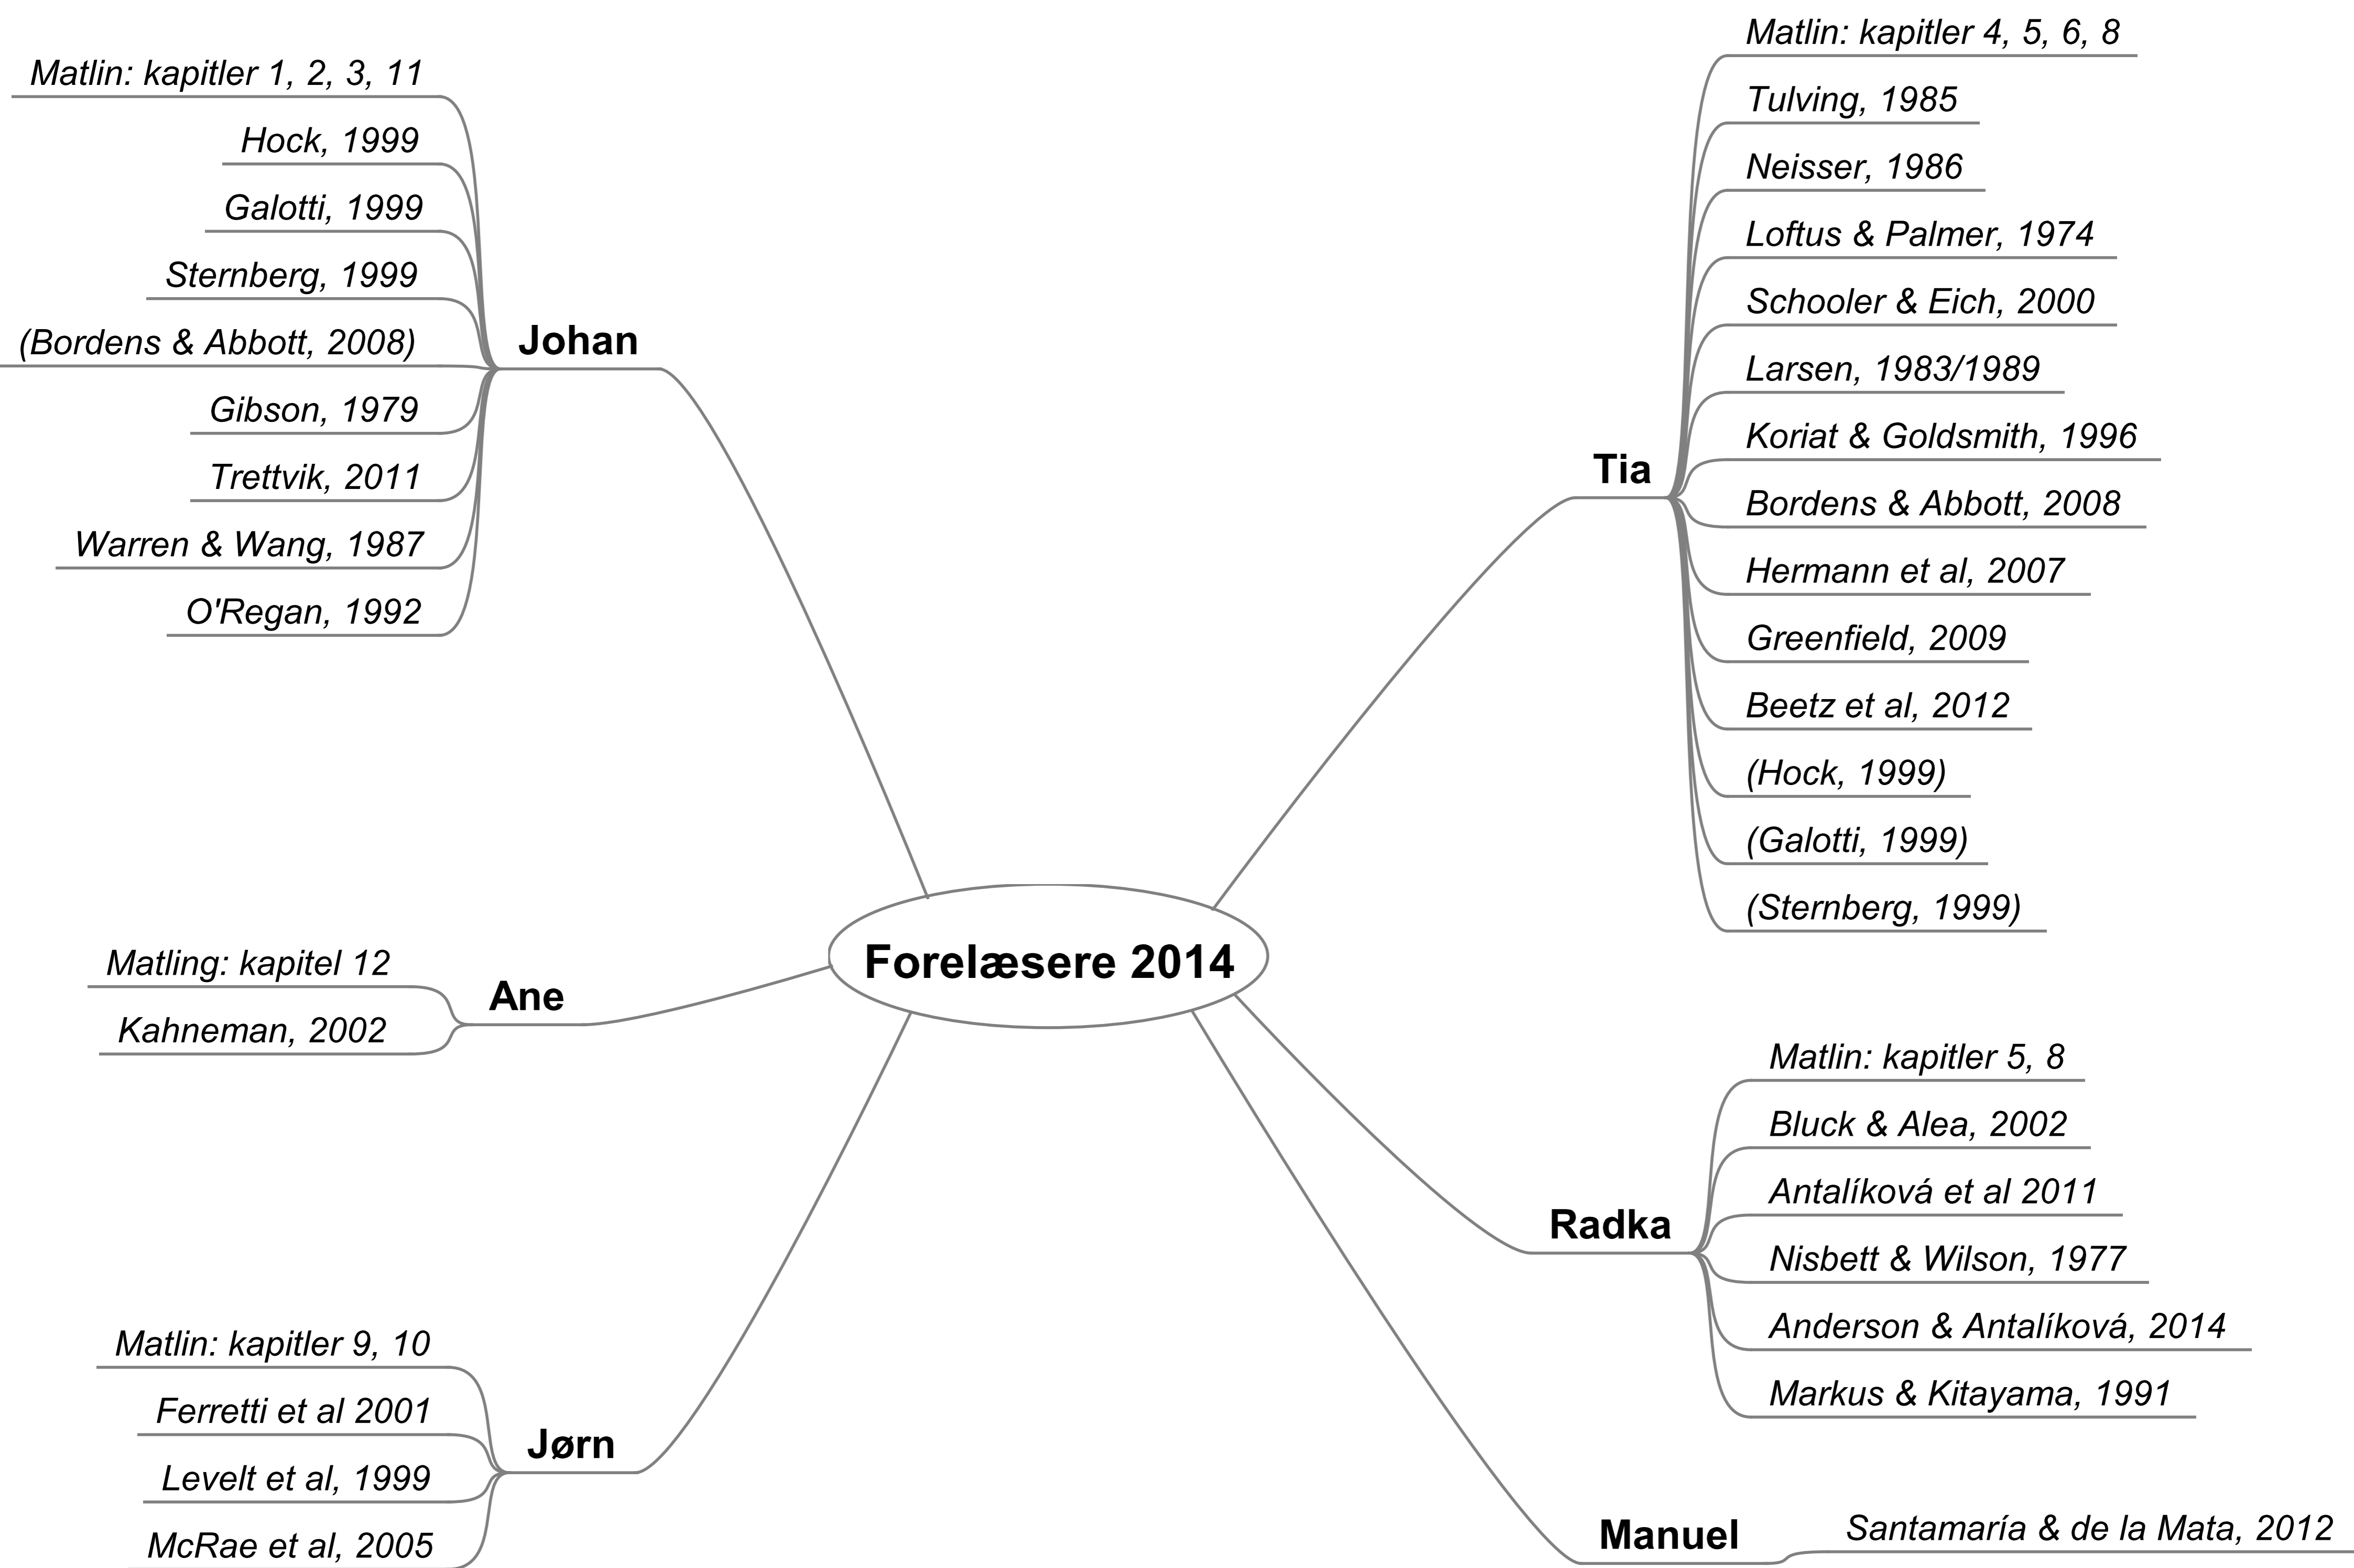 Forelæsere 2014
Johan
Matlin: kapitler 1, 2, 3, 11
Hock, 1999
Galotti, 1999
Sternberg, 1999
(Bordens & Abbott, 2008)
Gibson, 1979
Trettvik, 2011
Warren & Wang, 1987
O'Regan, 1992
Ane
Matling: kapitel 12
Kahneman, 2002
Jørn
Matlin: kapitler 9, 10
Ferretti et al 2001
Levelt et al, 1999
McRae et al, 2005
Tia
Matlin: kapitler 4, 5, 6, 8
Tulving, 1985
Neisser, 1986
Loftus & Palmer, 1974
Schooler & Eich, 2000
Larsen, 1983/1989
Koriat & Goldsmith, 1996
Bordens & Abbott, 2008
Hermann et al, 2007
Greenfield, 2009
Beetz et al, 2012
(Hock, 1999)
(Galotti, 1999)
(Sternberg, 1999)
Radka
Matlin: kapitler 5, 8
Bluck & Alea, 2002
Antalíková et al 2011
Nisbett & Wilson, 1977
Anderson & Antalíková, 2014
Markus & Kitayama, 1991
Manuel
Santamaría & de la Mata, 2012